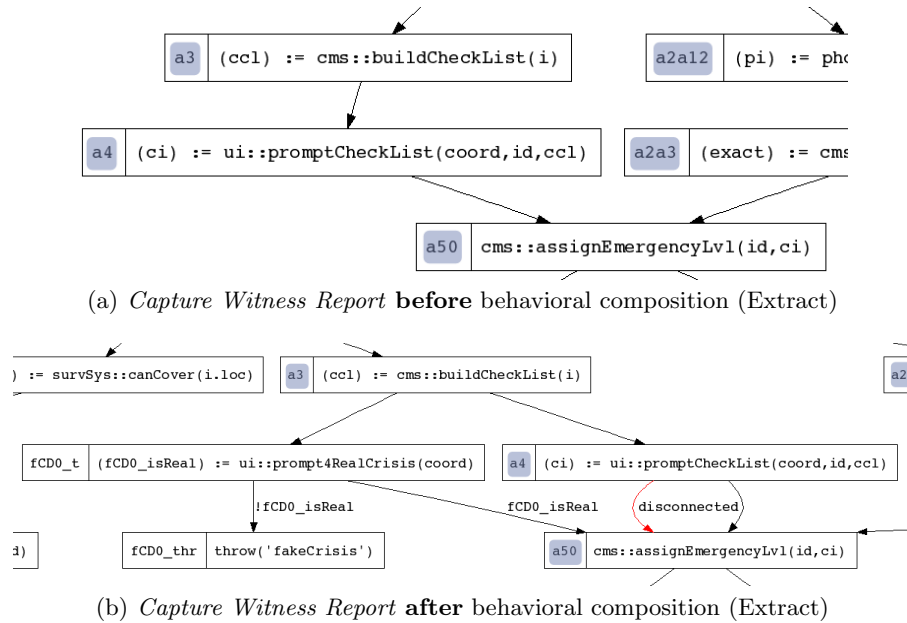 a3 (ccl) := cms::buildCheckList(i)
a2a12 (pi) := pho
a4 (ci) := ui::promptCheckList(coord,id,ccl)
a2a3 (exact) := cms
a50 cms::assignEmergencyLvl(id,ci)
(a) Capture Witness Report before behavioral composition (Extract)
) := survSys::canCover(i.loc)
a3 (ccl) := cms::buildCheckList(i)
a2
fCD0_t (fCD0_isReal) := ui::prompt4RealCrisis(coord)
a4 (ci) := ui::promptCheckList(coord,id,ccl)
!fCD0_isReal
fCD0_isReal
disconnected
d)
fCD0_thr throw('fakeCrisis')
a50 cms::assignEmergencyLvl(id,ci)
(b) Capture Witness Report after behavioral composition (Extract)